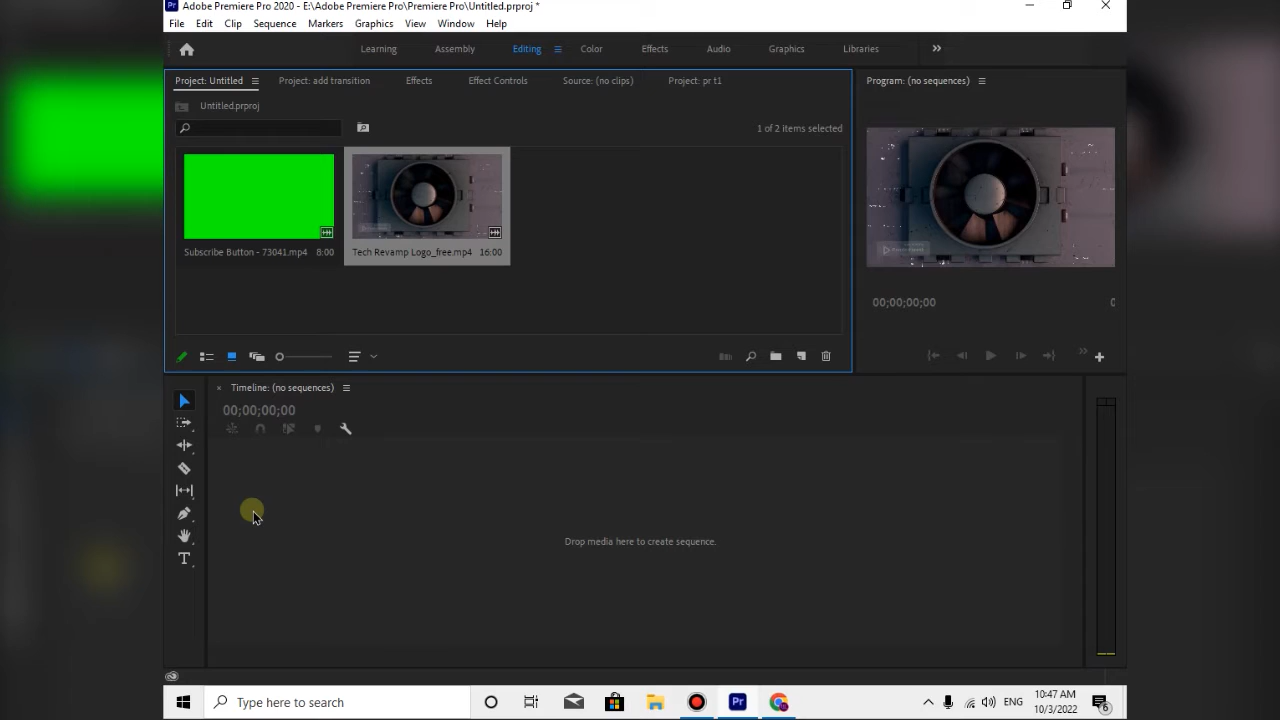 Adobe Premiere Pro 2020 - E:\Adobe Premiere Pro\Premiere Pro\Untitled.prproj *
File Edit Clip Sequence Markers Graphics View Window Help
Learning Assembly Editing Color Effects Audio Graphics Libraries
Project: Untitled Project: add transition Effects Effect Controls Source: (no clips) Project: pr t1 Program: (no sequences)
Untitled.prproj
1 of 2 items selected
Subscribe Button - 73041.mp4 8:00 Tech Revamp Logo_free.mp4 16:00
00;00;00;00
Timeline: (no sequences)
00;00;00;00
Drop media here to create sequence.
Type here to search
Pr
ENG
10:47 AM
10/3/2022
6